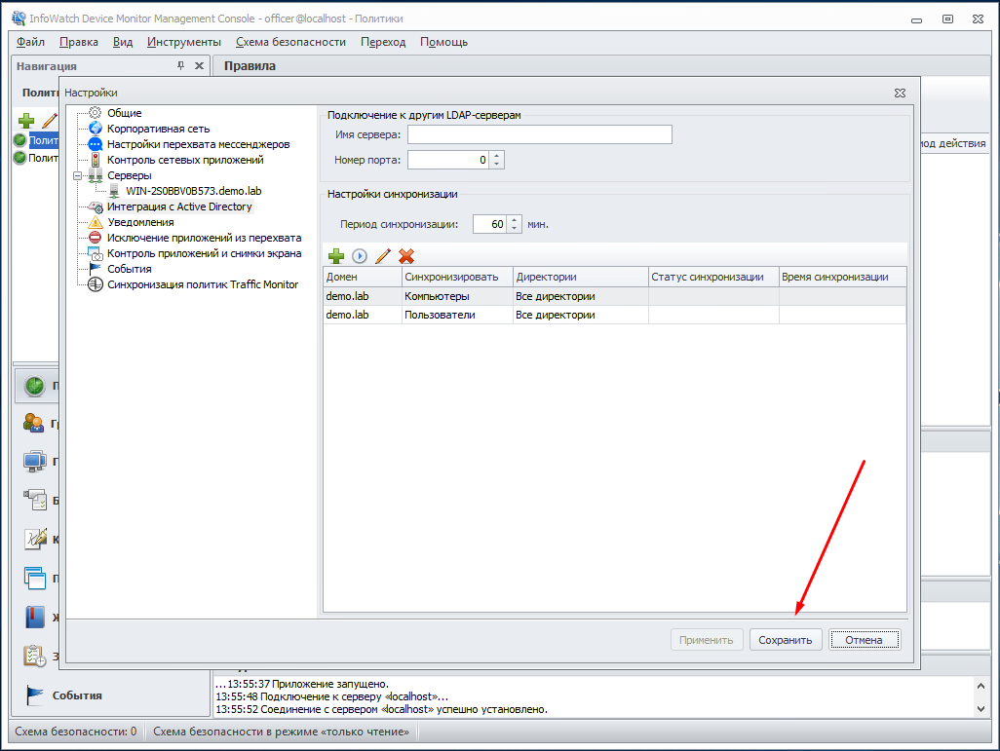 InfoWatch Device Monitor Management Console - officer@localhost - Политики
Файл Правка Вид Инструменты Схема безопасности Переход Помощь
Навигация
Правила
Настройки
Общие
Корпоративная сеть
Настройки перехвата мессенджеров
Контроль сетевых приложений
Серверы
WIN-2S0BBV0B573.demo.lab
Интеграция с Active Directory
Уведомления
Исключение приложений из перехвата
Контроль приложений и снимки экрана
События
Синхронизация политик Traffic Monitor
Подключение к другим LDAP-серверам
Имя сервера:
Номер порта: 0
Настройки синхронизации
Период синхронизации: 60 мин.
Домен Синхронизировать Директории Статус синхронизации Время синхронизации
demo.lab Компьютеры Все директории
demo.lab Пользователи Все директории
Применить Сохранить Отмена
действия
События
...13:55:37 Приложение запущено.
13:55:48 Подключение к серверу «localhost»...
13:55:52 Соединение с сервером «localhost» успешно установлено.
Схема безопасности: 0 Схема безопасности в режиме «только чтение»